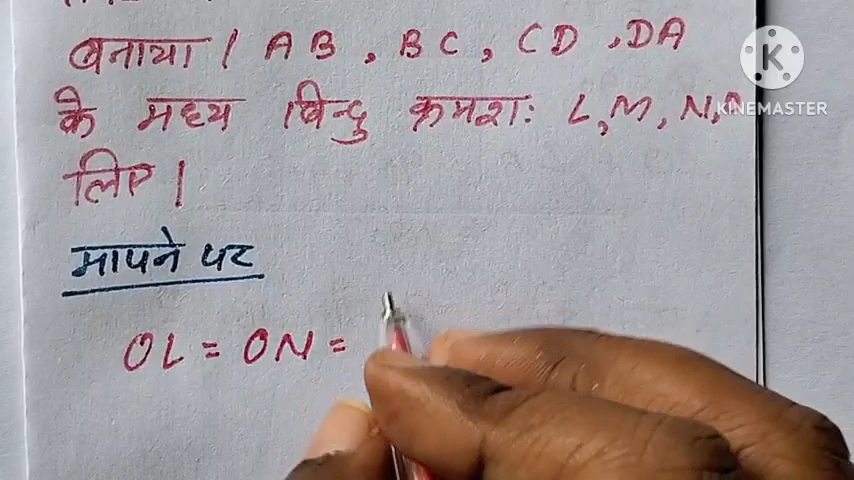 बनाया। AB, BC, CD, DA
के मध्य बिन्दु क्रमशः L, M, N,
लिए।
मापने पर
OL = ON =
K
KINEMASTER